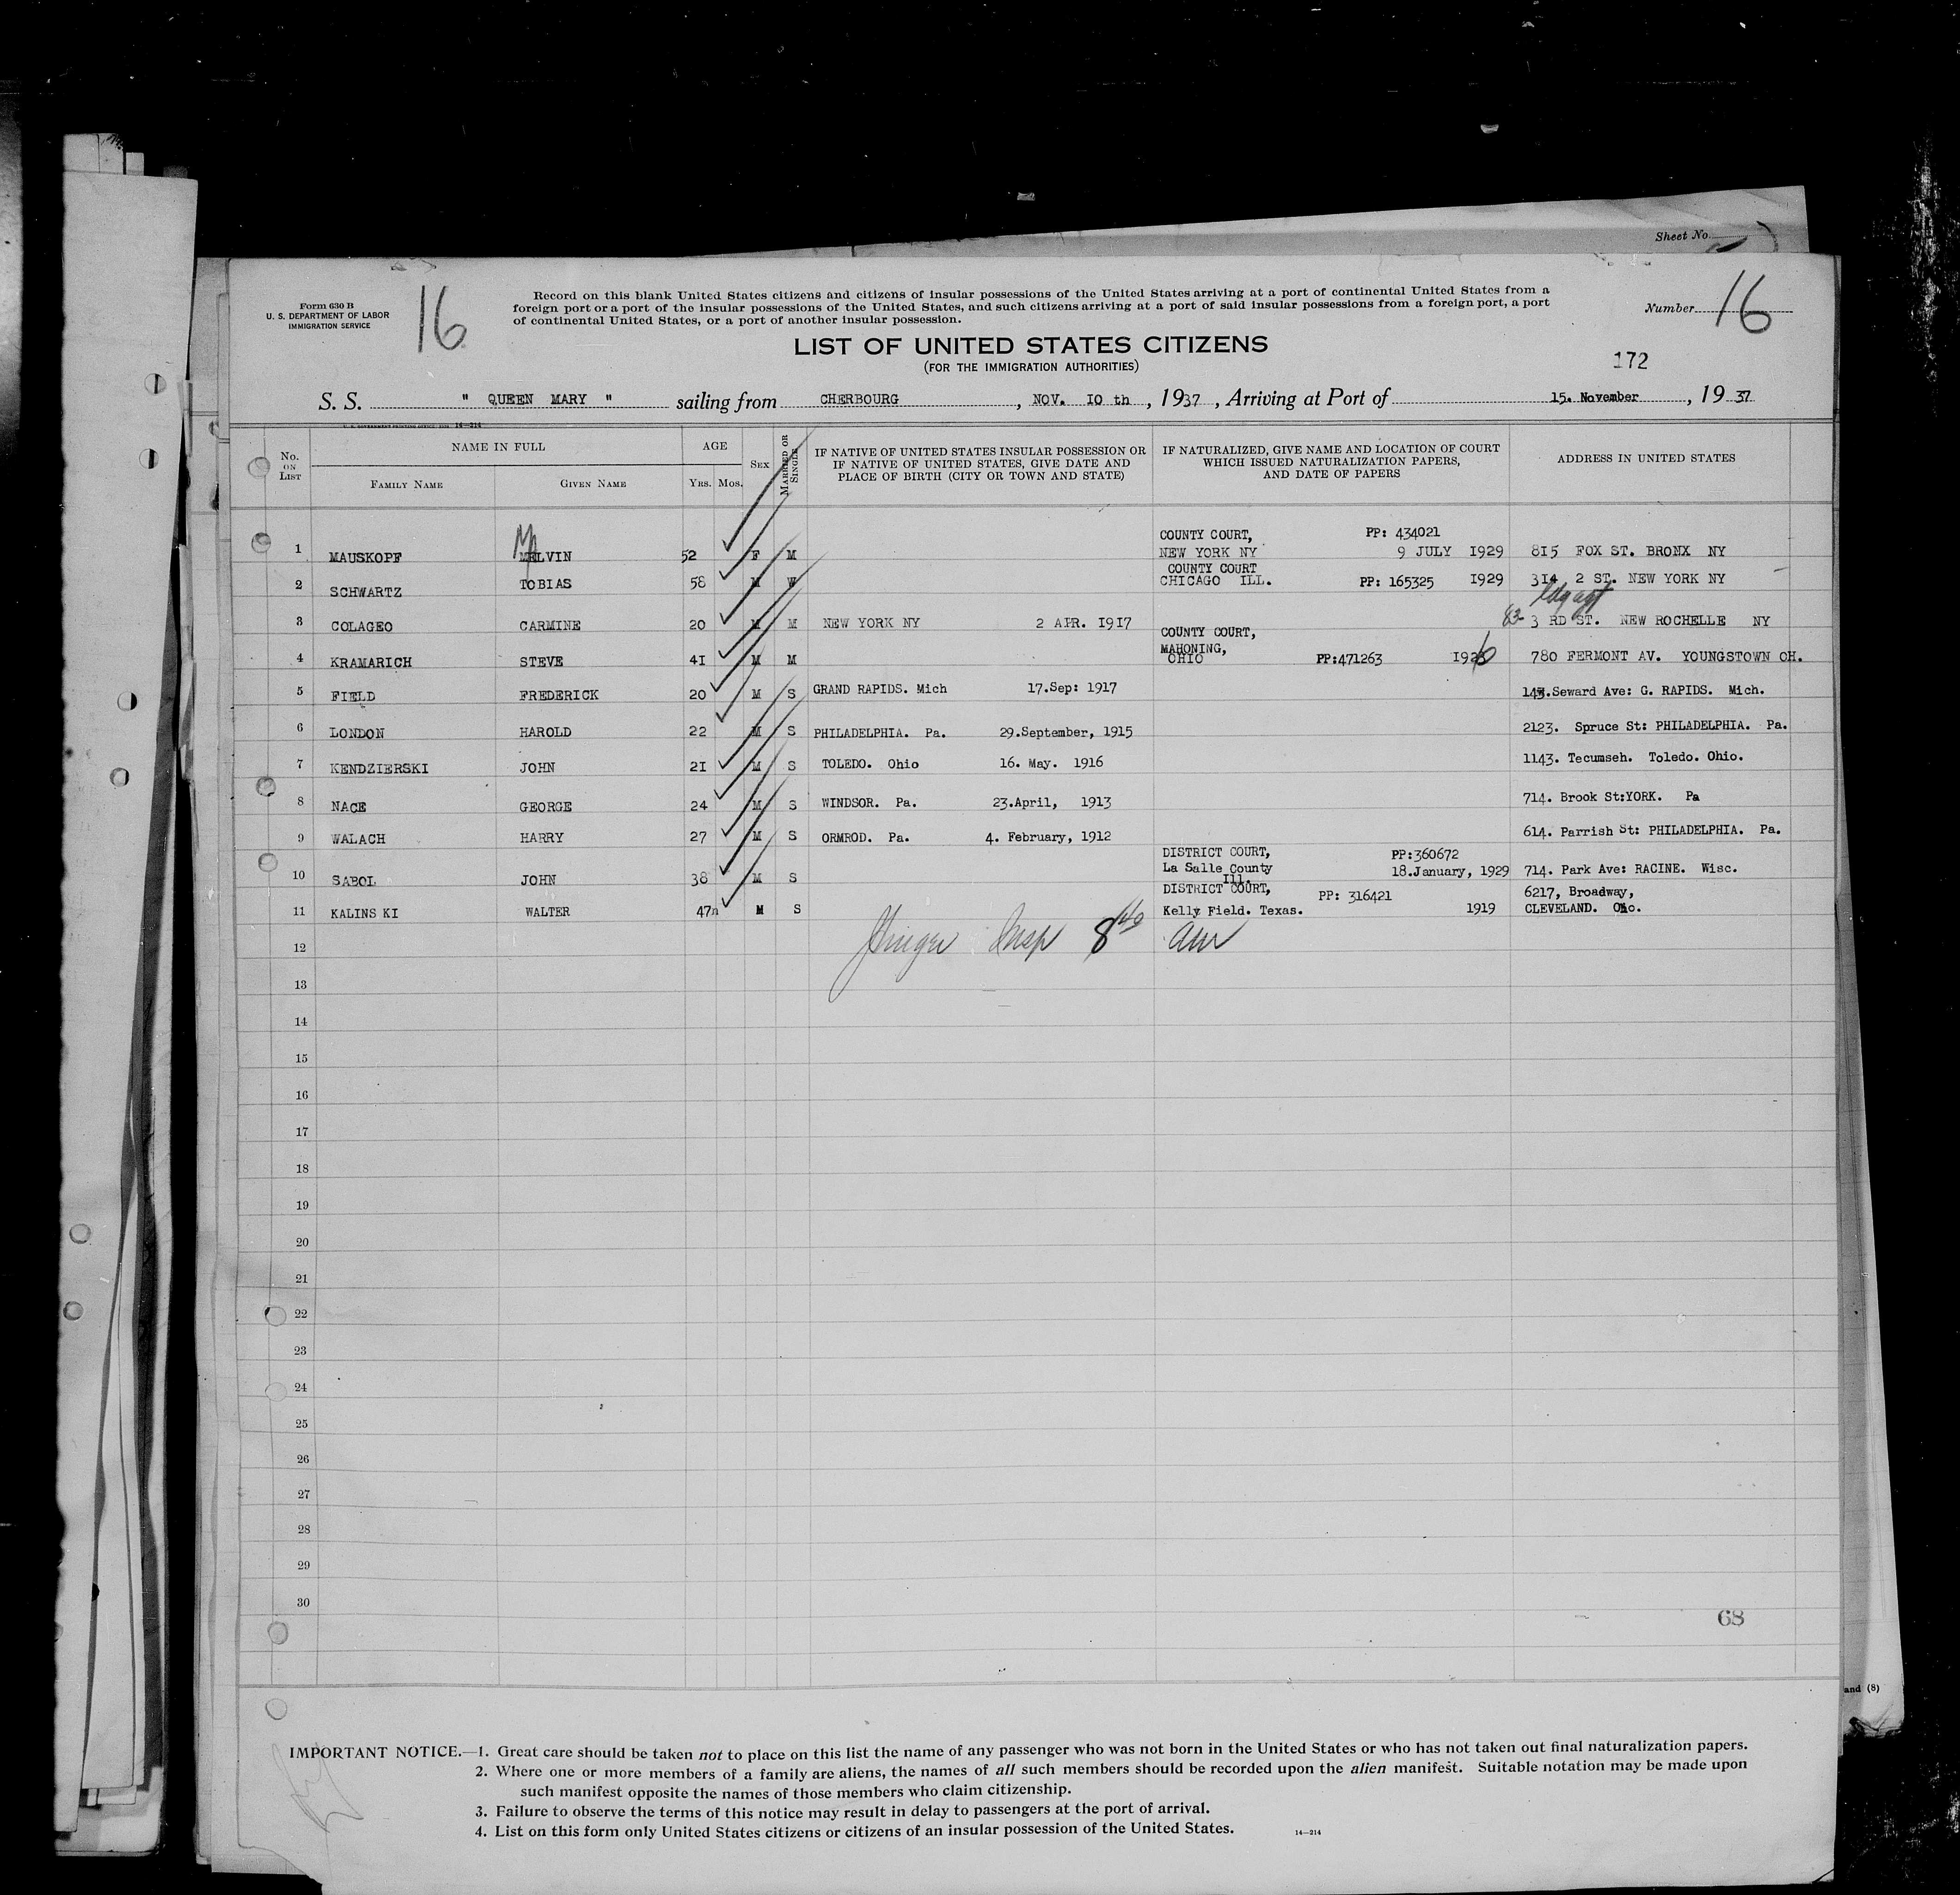 Sheet No.
Form 630 B
U. S. DEPARTMENT OF LABOR
IMMIGRATION SERVICE
16
Record on this blank United States citizens and citizens of insular possessions of the United States arriving at a port of continental United States from a
foreign port or a port of the insular possessions of the United States, and such citizens arriving at a port of said insular possessions from a foreign port, a port
of continental United States, or a port of another insular possession.
Number 16
LIST OF UNITED STATES CITIZENS
(FOR THE IMMIGRATION AUTHORITIES)
172
S. S. " QUEEN MARY " sailing from CHERBOURG, NOV. 10 th, 1937, Arriving at Port of 15. November, 19 37
No. ON LIST NAME IN FULL AGE SEX MARRIED OR SINGLE IF NATIVE OF UNITED STATES INSULAR POSSESSION OR IF NATIVE OF UNITED STATES, GIVE DATE AND PLACE OF BIRTH (CITY OR TOWN AND STATE) IF NATURALIZED, GIVE NAME AND LOCATION OF COURT WHICH ISSUED NATURALIZATION PAPERS, AND DATE OF PAPERS ADDRESS IN UNITED STATES
FAMILY NAME GIVEN NAME YRS. MOS.
COUNTY COURT, PP: 434021
1 MAUSKOPF MELVIN 52 F M NEW YORK NY 9 JULY 1929 815 FOX ST. BRONX NY
COUNTY COURT
2 SCHWARTZ TOBIAS 58 M W CHICAGO ILL. PP: 165325 1929 314 2 ST. NEW YORK NY
3 COLAGEO CARMINE 20 M M NEW YORK NY 2 APR. 1917 3 RD ST. NEW ROCHELLE NY
COUNTY COURT,
MAHONING,
4 KRAMARICH STEVE 41 M M OHIO PP:471263 1926 780 FERMONT AV. YOUNGSTOWN OH.
5 FIELD FREDERICK 20 M S GRAND RAPIDS. Mich 17.Sep: 1917 Seward Ave: G. RAPIDS. Mich.
6 LONDON HAROLD 22 M S PHILADELPHIA. Pa. 29.September, 1915 2123. Spruce St: PHILADELPHIA. Pa.
7 KENDZIERSKI JOHN 21 M S TOLEDO. Ohio 16. May. 1916 1143. Tecumseh. Toledo. Ohio.
8 NACE GEORGE 24 M S WINDSOR. Pa. 23.April, 1913 714. Brook St:YORK. Pa
9 WALACH HARRY 27 M S ORMROD. Pa. 4. February, 1912 614. Parrish St: PHILADELPHIA. Pa.
DISTRICT COURT, PP:360672
10 SABOL JOHN 38 M S La Salle County 18.January, 1929 714. Park Ave: RACINE. Wisc.
Ill.
DISTRICT COURT, PP: 316421 6217, Broadway,
11 KALINS KI WALTER 47 M S Kelly Field. Texas. 1919 CLEVELAND.
12 Insp 8
13
14
15
16
17
18
19
20
21
22
23
24
25
26
27
28
29
30
68
and (8)
IMPORTANT NOTICE.—1. Great care should be taken not to place on this list the name of any passenger who was not born in the United States or who has not taken out final naturalization papers.
2. Where one or more members of a family are aliens, the names of all such members should be recorded upon the alien manifest. Suitable notation may be made upon
such manifest opposite the names of those members who claim citizenship.
3. Failure to observe the terms of this notice may result in delay to passengers at the port of arrival.
4. List on this form only United States citizens or citizens of an insular possession of the United States. 14—214